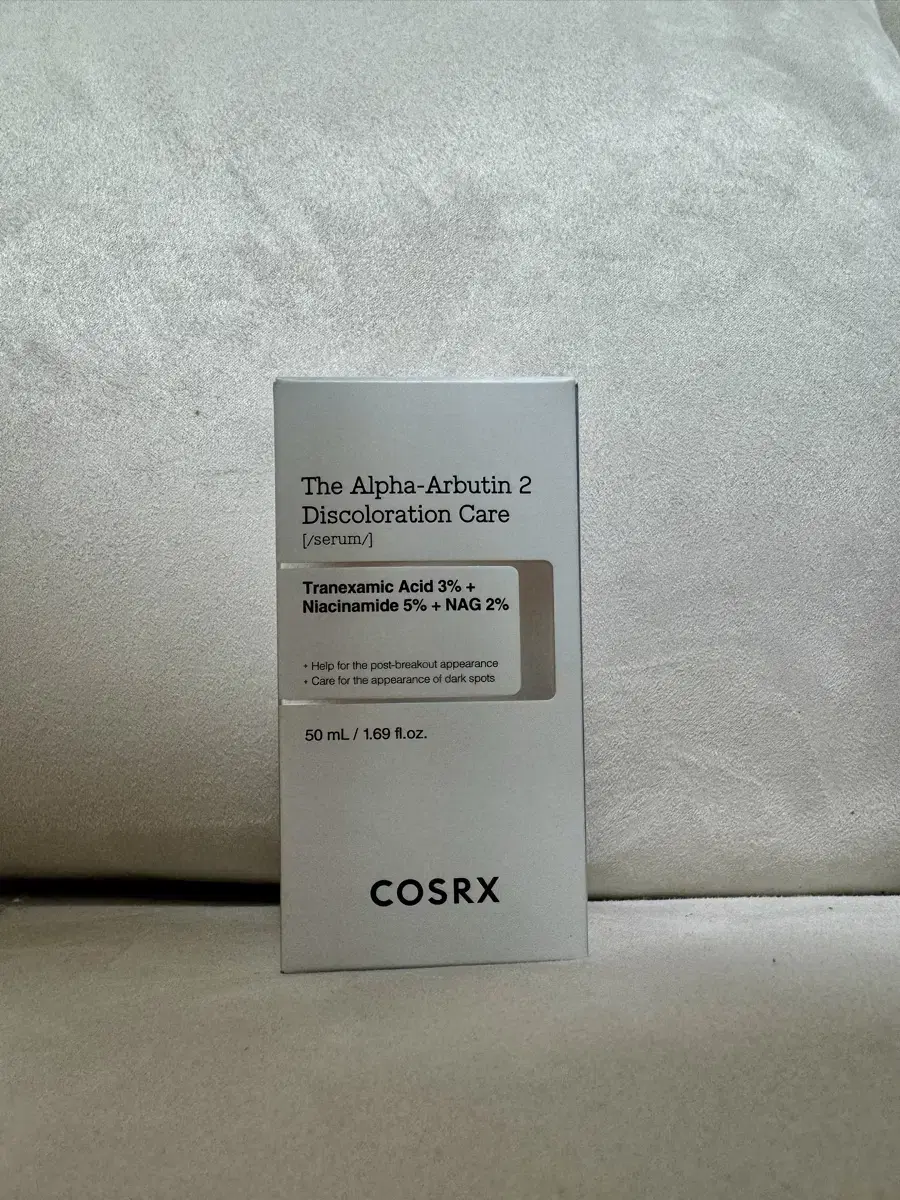 The Alpha-Arbutin 2
Discoloration Care
[/serum/]
Tranexamic Acid 3% +
Niacinamide 5% + NAG 2%
• Help for the post-breakout appearance
• Care for the appearance of dark spots
50 mL / 1.69 fl.oz.
COSRX